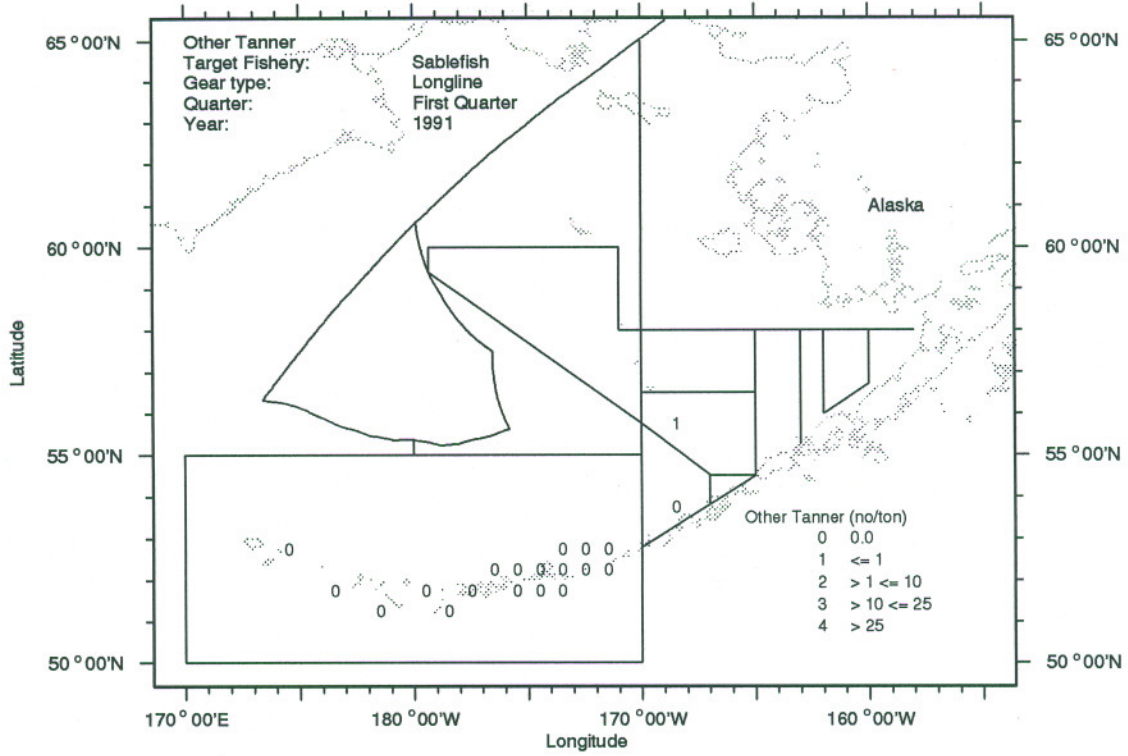 65 °00'N
65 °00'N
Other Tanner
Target Fishery: Sablefish
Gear type: Longline
Quarter: First Quarter
Year: 1991
Alaska
60 °00'N
60 °00'N
Latitude
1
55 °00'N
55 °00'N
0
Other Tanner (no/ton)
0 0.0
1 <= 1
2 > 1 <= 10
3 > 10 <= 25
4 > 25
0 0 0 0
0 0 0 0 0 0
0 0 0 0 0 0
0 0
50 °00'N
50 °00'N
170 °00'E
180 °00'W
170 °00'W
160 °00'W
Longitude